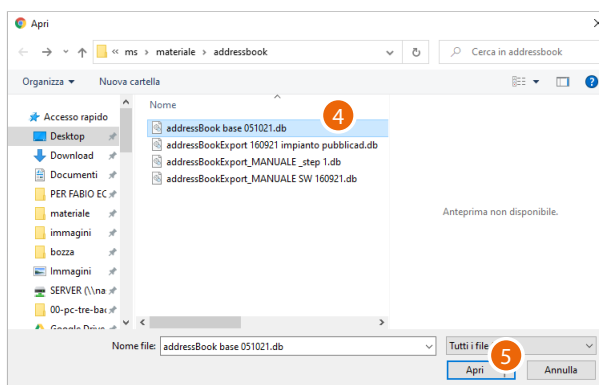 Apri
« ms › materiale › addressbook
Cerca in addressbook
Organizza
Nuova cartella
Nome
Accesso rapido
Desktop
Download
Documenti
PER FABIO EC
materiale
immagini
bozza
Immagini
SERVER (\\na
00-pc-tre-bac
Google Drive
4
addressBook base 051021.db
addressBookExport 160921 impianto pubblicad.db
addressBookExport_MANUALE _step 1.db
addressBookExport_MANUALE SW 160921.db
Anteprima non disponibile.
Nome file:
addressBook base 051021.db
Tutti i file
5
Apri
Annulla